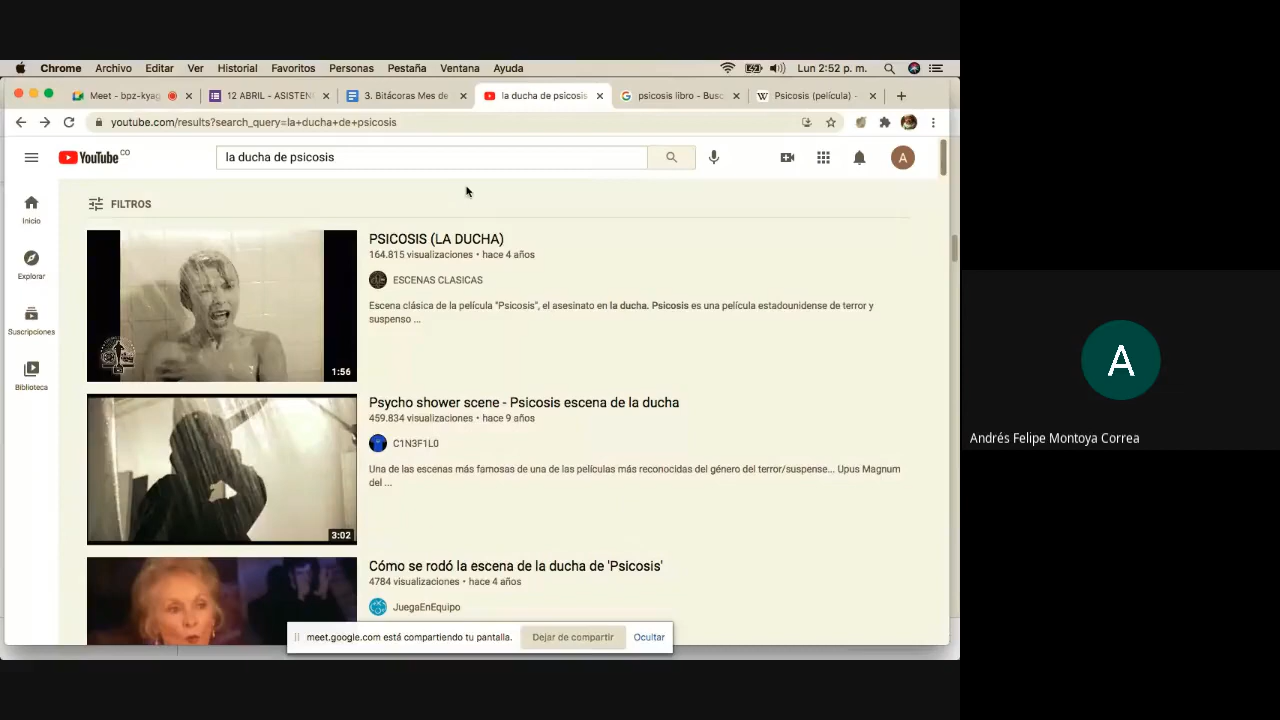 Chrome Archivo Editar Ver Historial Favoritos Personas Pestaña Ventana Ayuda Lun 2:52 p. m.
Meet - bpz-kyag 12 ABRIL - ASISTEN 3. Bitácoras Mes de la ducha de psicosis psicosis libro - Busc Psicosis (película) -
youtube.com/results?search_query=la+ducha+de+psicosis
YouTube CO la ducha de psicosis A
FILTROS
Inicio
Explorar
Suscripciones
Biblioteca
PSICOSIS (LA DUCHA)
164.815 visualizaciones • hace 4 años
ESCENAS CLASICAS
Escena clásica de la película "Psicosis", el asesinato en la ducha. Psicosis es una película estadounidense de terror y
suspenso ...
1:56
Psycho shower scene - Psicosis escena de la ducha
459.834 visualizaciones • hace 9 años
C1N3F1L0
Una de las escenas más famosas de una de las películas más reconocidas del género del terror/suspense... Upus Magnum
del ...
3:02
Cómo se rodó la escena de la ducha de 'Psicosis'
4784 visualizaciones • hace 4 años
JuegaEnEquipo
meet.google.com está compartiendo tu pantalla. Dejar de compartir Ocultar
A
Andrés Felipe Montoya Correa